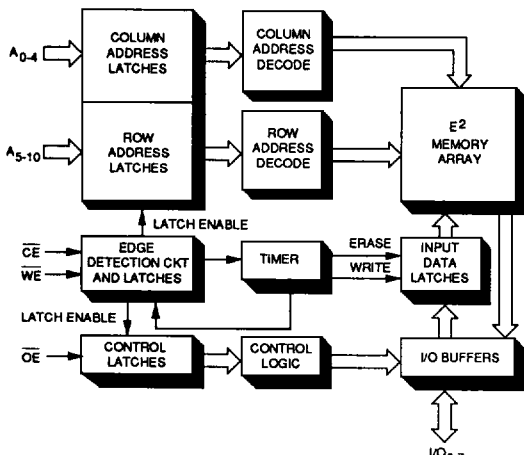 A0-4
COLUMN
ADDRESS
LATCHES
COLUMN
ADDRESS
DECODE
A5-10
ROW
ADDRESS
LATCHES
ROW
ADDRESS
DECODE
E2
MEMORY
ARRAY
LATCH ENABLE
CE
WE
EDGE
DETECTION CKT
AND LATCHES
TIMER
ERASE
WRITE
INPUT
DATA
LATCHES
LATCH ENABLE
OE
CONTROL
LATCHES
CONTROL
LOGIC
I/O BUFFERS